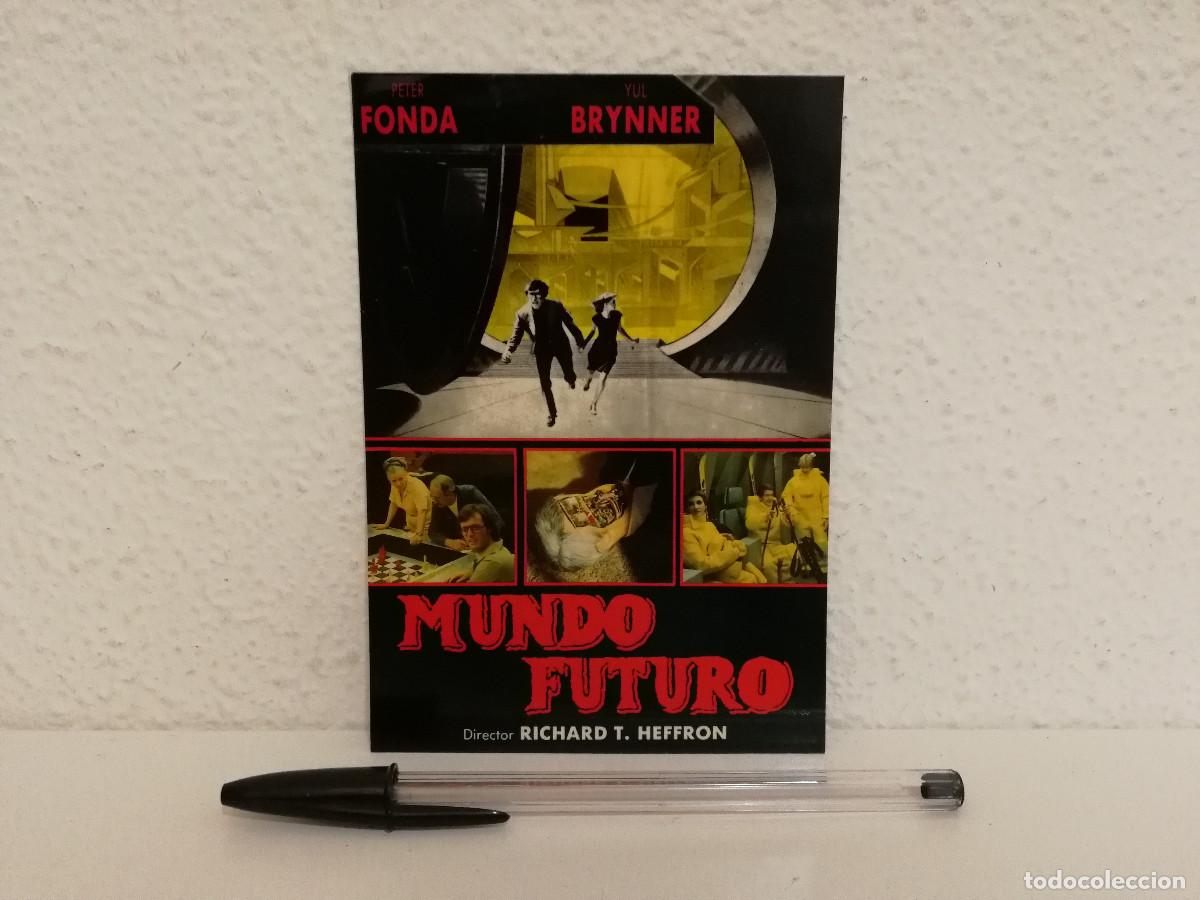 PETER YUL
FONDA BRYNNER
MUNDO
FUTURO
Director RICHARD T. HEFFRON
todocoleccion